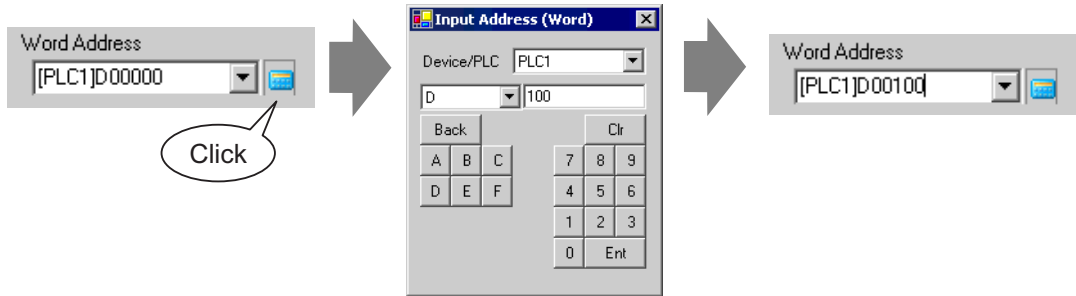 Word Address
[PLC1]D00000
Click
Input Address (Word)
Device/PLC PLC1
D 100
Back Clr
A B C 7 8 9
D E F 4 5 6
1 2 3
0 Ent
Word Address
[PLC1]D00100